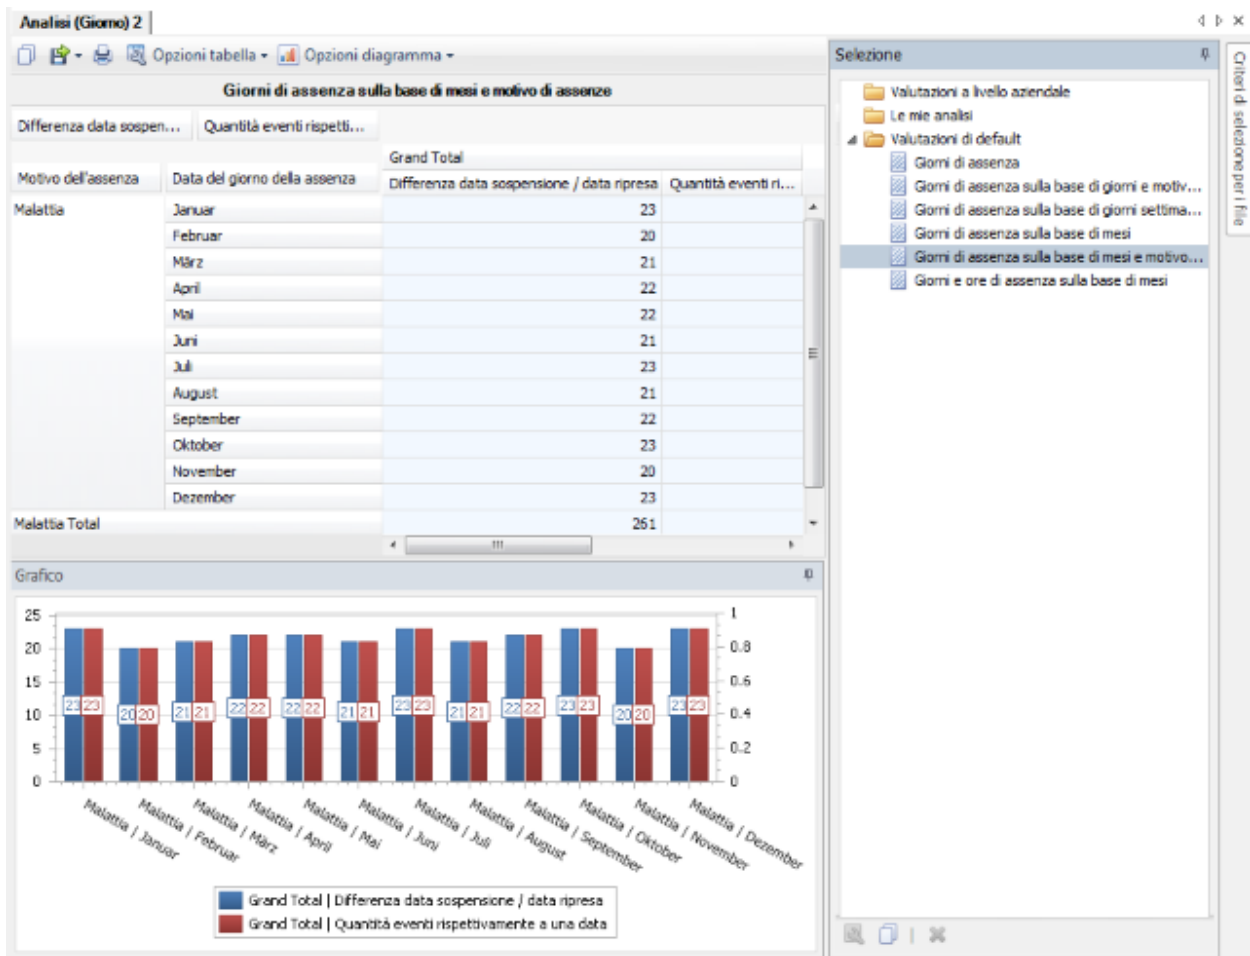 Analisi (Giorno) 2
Opzioni tabella Opzioni diagramma
Giorni di assenza sulla base di mesi e motivo di assenze
Differenza data sospen... Quantità eventi rispetti...
Grand Total
Motivo dell'assenza Data del giorno della assenza Differenza data sospensione / data ripresa Quantità eventi ri...
Malattia Januar 23
Februar 20
März 21
April 22
Mai 22
Juni 21
Juli 23
August 21
September 22
Oktober 23
November 20
Dezember 23
Malattia Total 261
Selezione
Valutazioni a livello aziendale
Le mie analisi
Valutazioni di default
Giorni di assenza
Giorni di assenza sulla base di giorni e motiv...
Giorni di assenza sulla base di giorni settima...
Giorni di assenza sulla base di mesi
Giorni di assenza sulla base di mesi e motivo...
Giorni e ore di assenza sulla base di mesi
Criteri di selezione per i file
Grafico
25
20
15
10
5
0
1
0.8
0.6
0.4
0.2
0
23 23 20 20 21 21 22 22 22 22 21 21 23 23 21 21 22 22 23 23 20 20 23 23
Malattia | Januar
Malattia | Februar
Malattia | März
Malattia | April
Malattia | Mai
Malattia | Juni
Malattia | Juli
Malattia | August
Malattia | September
Malattia | Oktober
Malattia | November
Malattia | Dezember
Grand Total | Differenza data sospensione / data ripresa
Grand Total | Quantità eventi rispettivamente a una data